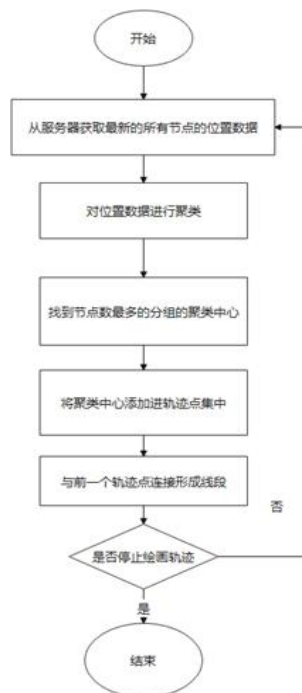 开始
从服务器获取最新的所有节点的位置数据
对位置数据进行聚类
找到节点数最多的分组的聚类中心
将聚类中心添加进轨迹点集中
与前一个轨迹点连接形成线段
否
是否停止绘画轨迹
是
结束